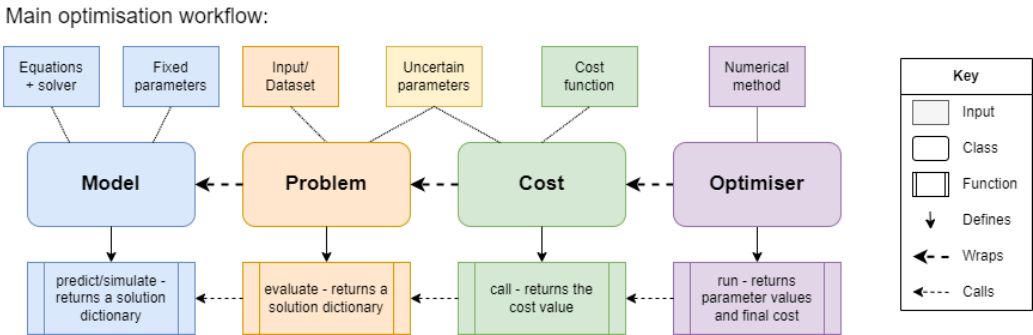 Main optimisation workflow:
Equations
+ solver
Fixed
parameters
Input/
Dataset
Uncertain
parameters
Cost
function
Numerical
method
Model
Problem
Cost
Optimiser
predict/simulate -
returns a solution
dictionary
evaluate - returns a
solution dictionary
call - returns the
cost value
run - returns
parameter values
and final cost
Key
Input
Class
Function
Defines
Wraps
Calls